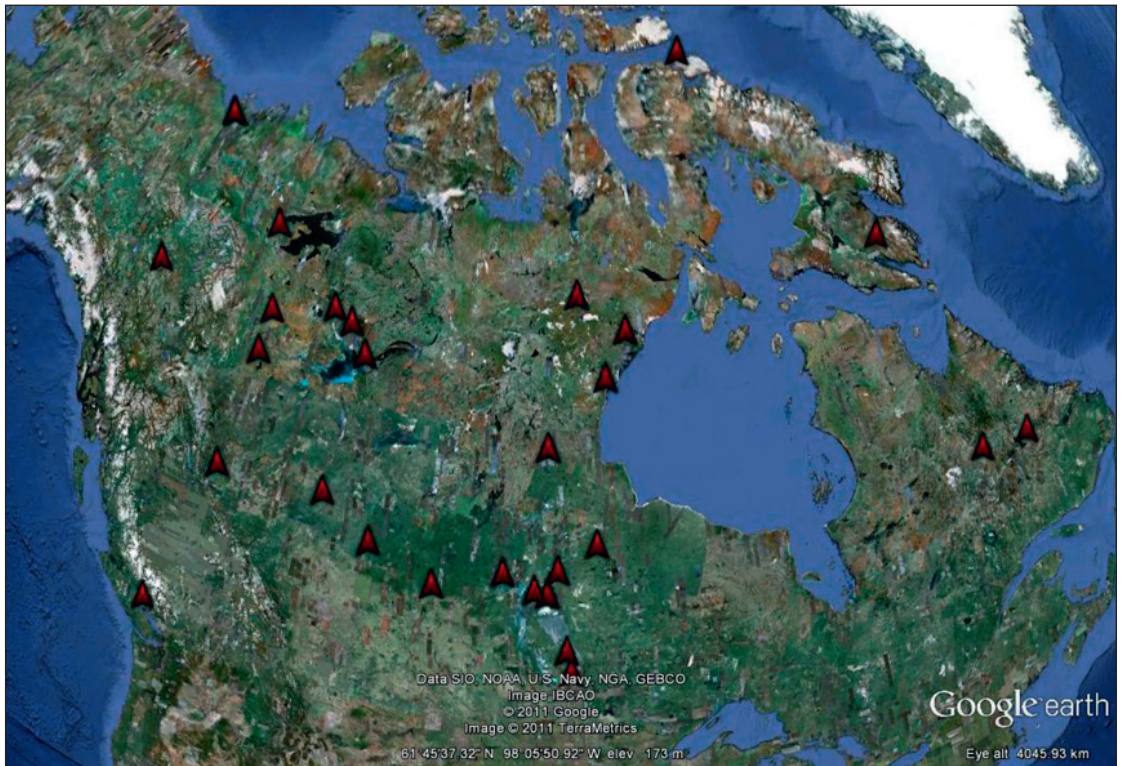 Data SIO, NOAA, U.S. Navy, NGA, GEBCO
Image IBCAO
© 2011 Google
Image © 2011 TerraMetrics
Google earth
61°45'37.32" N 98°05'50.92" W elev 173 m
Eye alt 4045.93 km